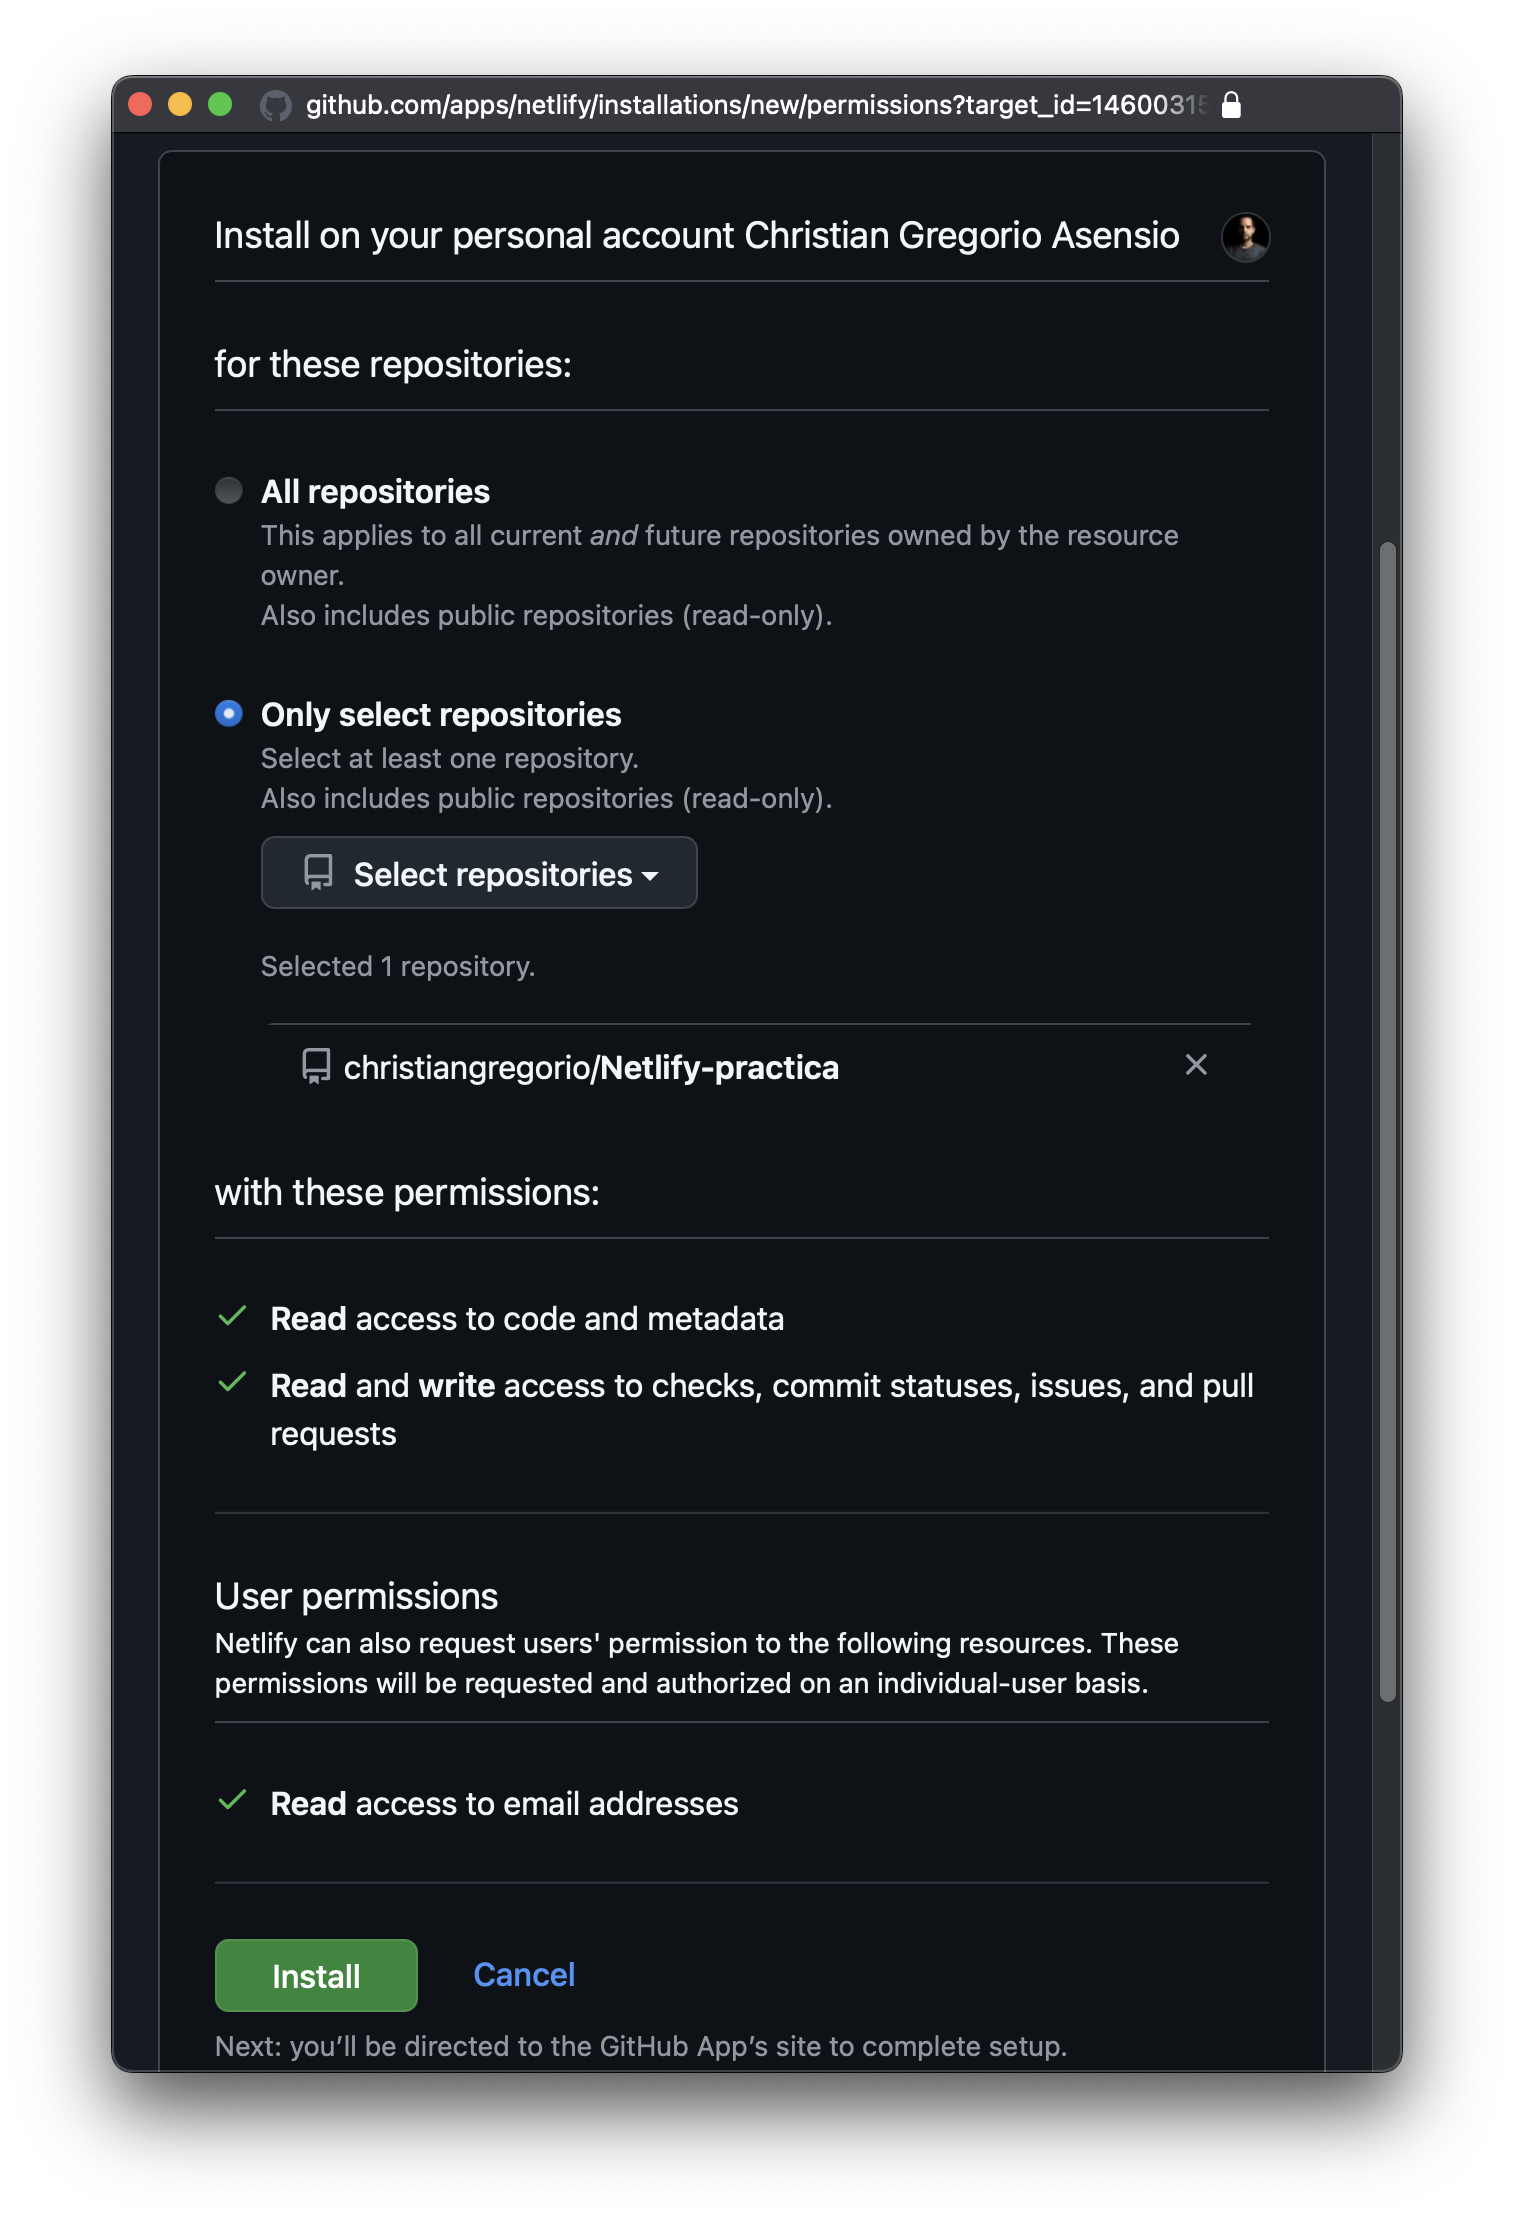 github.com/apps/netlify/installations/new/permissions?target_id=14600315
Install on your personal account Christian Gregorio Asensio
for these repositories:
All repositories
This applies to all current and future repositories owned by the resource
owner.
Also includes public repositories (read-only).
Only select repositories
Select at least one repository.
Also includes public repositories (read-only).
Select repositories
Selected 1 repository.
christiangregorio/Netlify-practica
with these permissions:
Read access to code and metadata
Read and write access to checks, commit statuses, issues, and pull
requests
User permissions
Netlify can also request users' permission to the following resources. These
permissions will be requested and authorized on an individual-user basis.
Read access to email addresses
Install
Cancel
Next: you’ll be directed to the GitHub App’s site to complete setup.